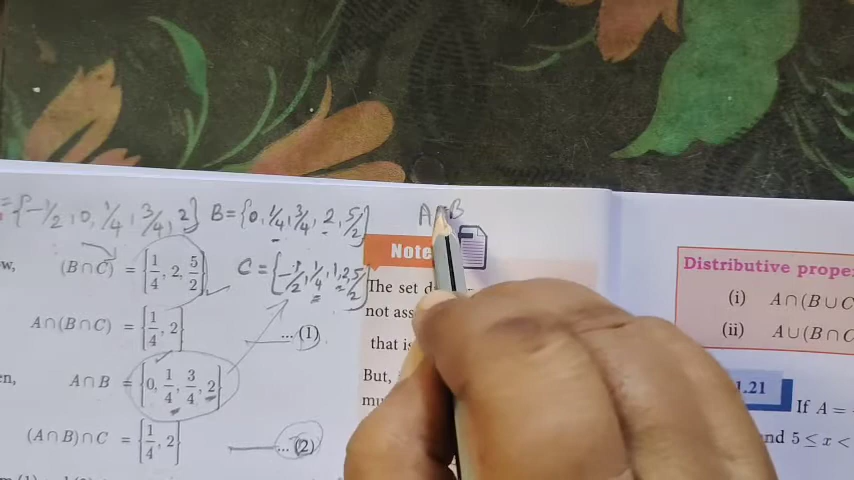 ={-1/2, 0, 1/4, 3/4, 2} B={0, 1/4, 3/4, 2, 5/2}
A B
Note
w, (B∩C) = {1/4, 2, 5/2} C = {-1/2, 1/4, 1, 2, 5/2}
The set d
not as
A∩(B∩C) = {1/4, 2} ... (1)
that is
en, A∩B = {0, 1/4, 3/4, 2}
But,
mu
(A∩B)∩C = {1/4, 2} ... (2)
Distributive prope
(i) A∩(B∪C
(ii) A∪(B∩C
1.21
If A =
and 5 ≤ x <